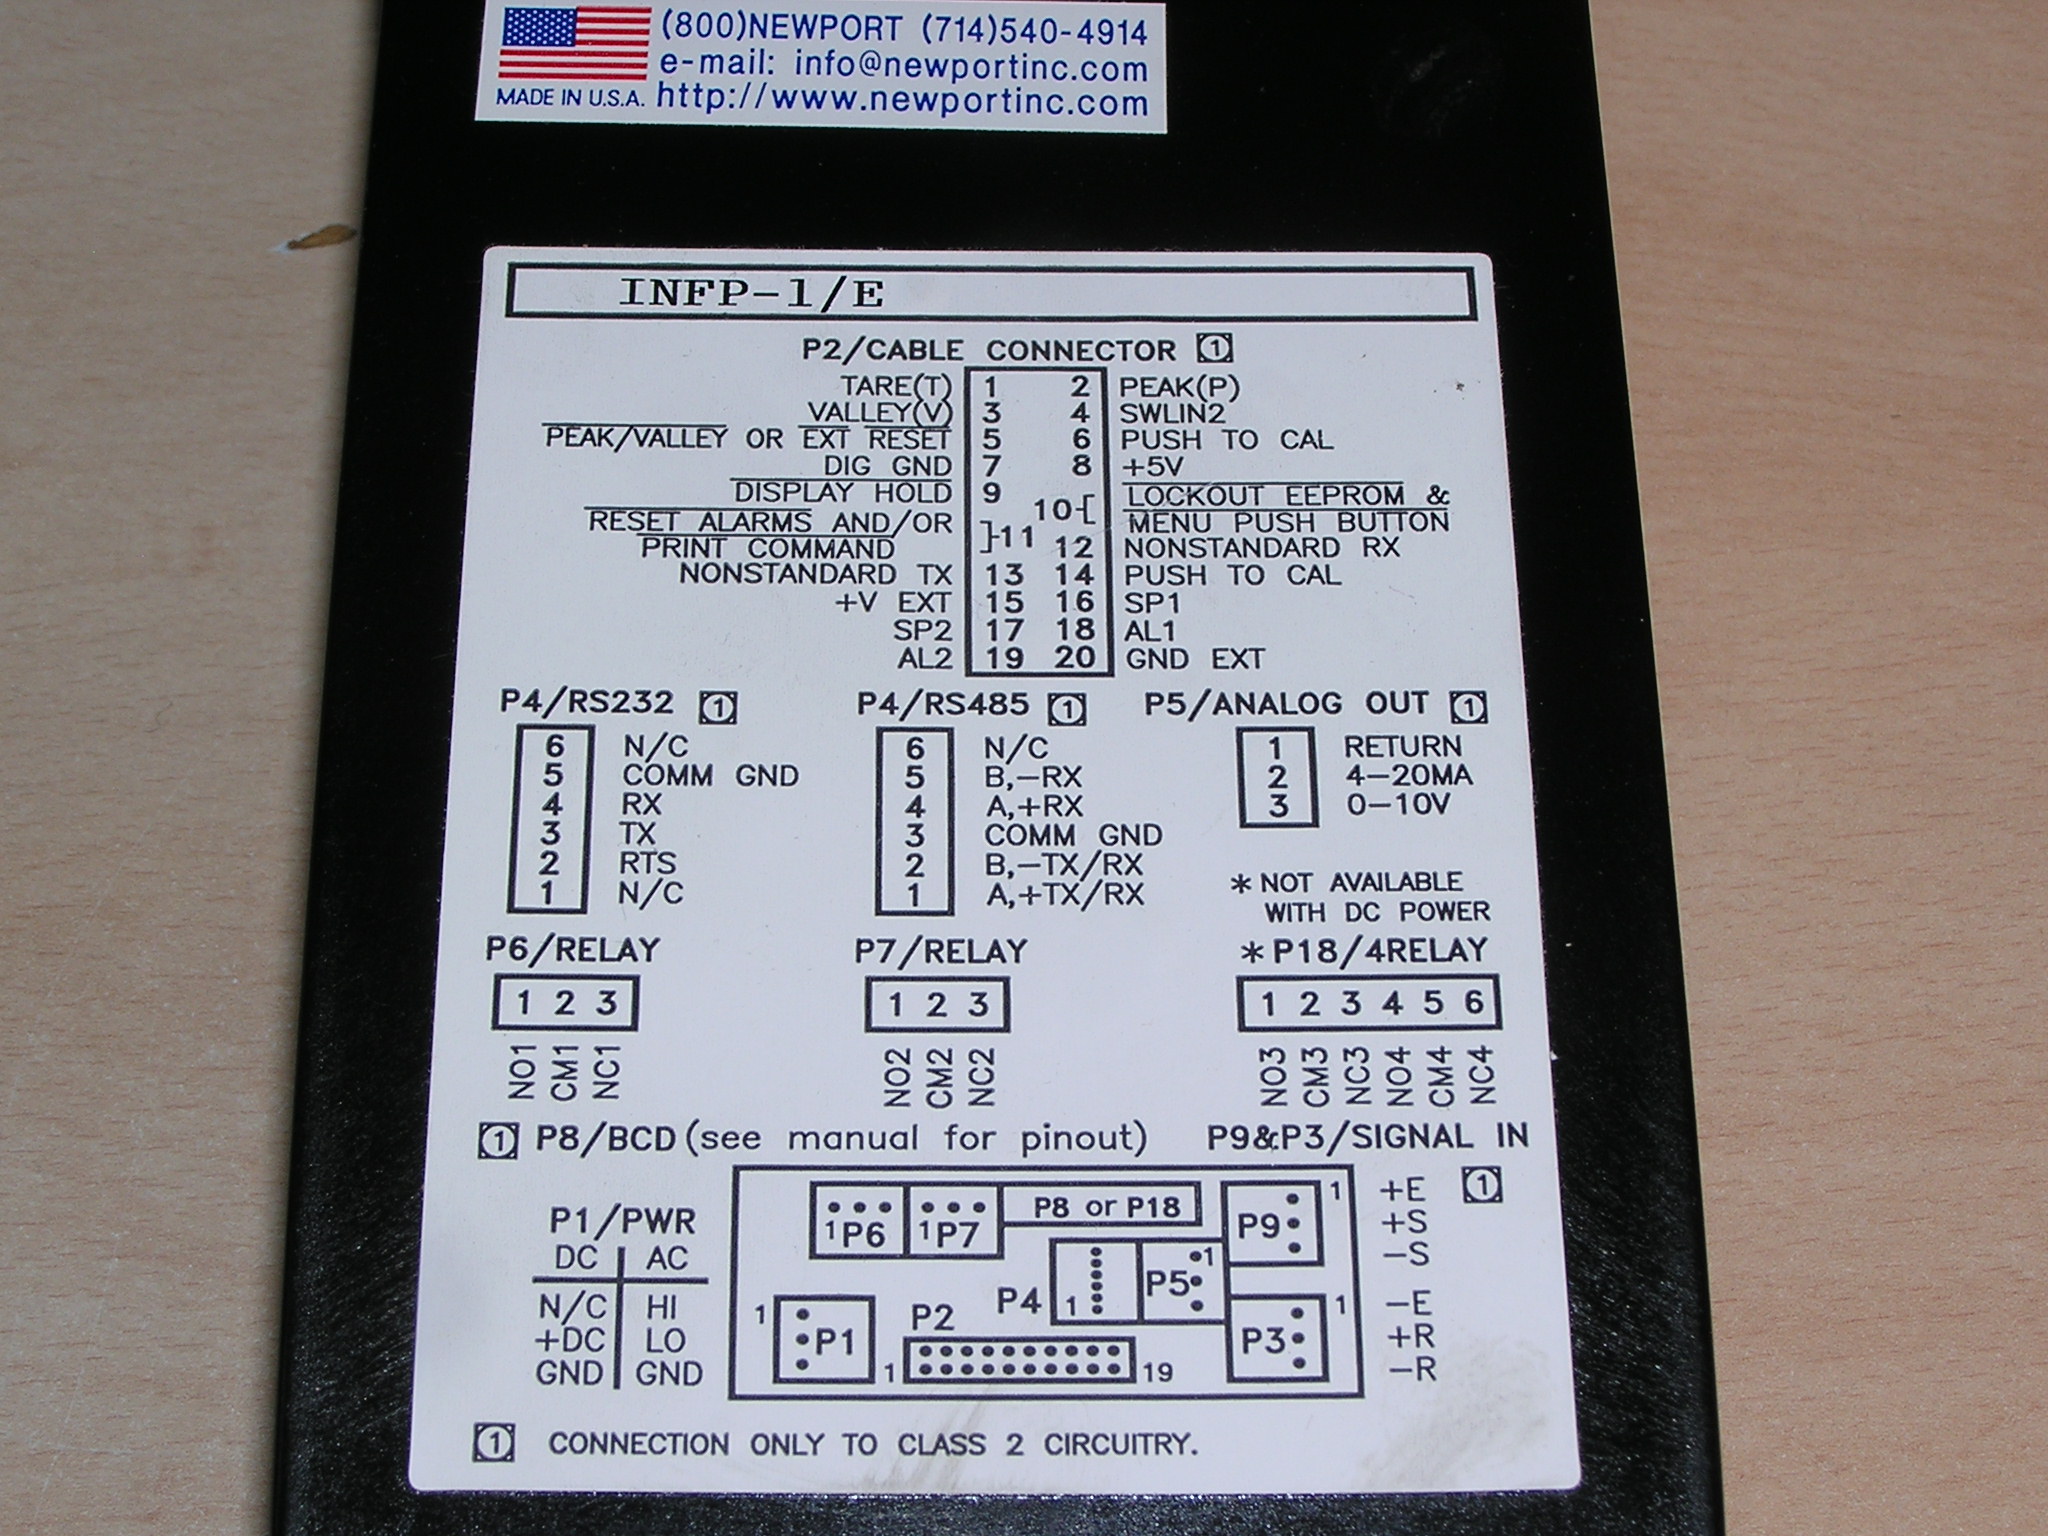 (800)NEWPORT (714)540-4914
e-mail: info@newportinc.com
MADE IN U.S.A. http://www.newportinc.com
INFP-1/E
P2/CABLE CONNECTOR 1
TARE(T) 1 2 PEAK(P)
VALLEY(V) 3 4 SWLIN2
PEAK/VALLEY OR EXT RESET 5 6 PUSH TO CAL
DIG GND 7 8 +5V
DISPLAY HOLD 9 LOCKOUT EEPROM &
10 MENU PUSH BUTTON
RESET ALARMS AND/OR
PRINT COMMAND 11 12 NONSTANDARD RX
NONSTANDARD TX 13 14 PUSH TO CAL
+V EXT 15 16 SP1
SP2 17 18 AL1
AL2 19 20 GND EXT
P4/RS232 1
6 N/C
5 COMM GND
4 RX
3 TX
2 RTS
1 N/C
P4/RS485 1
6 N/C
5 B,-RX
4 A,+RX
3 COMM GND
2 B,-TX/RX
1 A,+TX/RX
P5/ANALOG OUT 1
1 RETURN
2 4-20MA
3 0-10V
* NOT AVAILABLE
WITH DC POWER
P6/RELAY
1 2 3
NO1 CM1 NC1
P7/RELAY
1 2 3
NO2 CM2 NC2
* P18/4RELAY
1 2 3 4 5 6
NO3 CM3 NC3 NO4 CM4 NC4
1 P8/BCD (see manual for pinout)
P9&P3/SIGNAL IN
1
P1/PWR
DC AC
N/C HI
+DC LO
GND GND
1P6 1P7 P8 or P18 P9 1
P4 1 P5 1
1 P1 P2 1 19 P3 1
+E
+S
-S
-E
+R
-R
1 CONNECTION ONLY TO CLASS 2 CIRCUITRY.